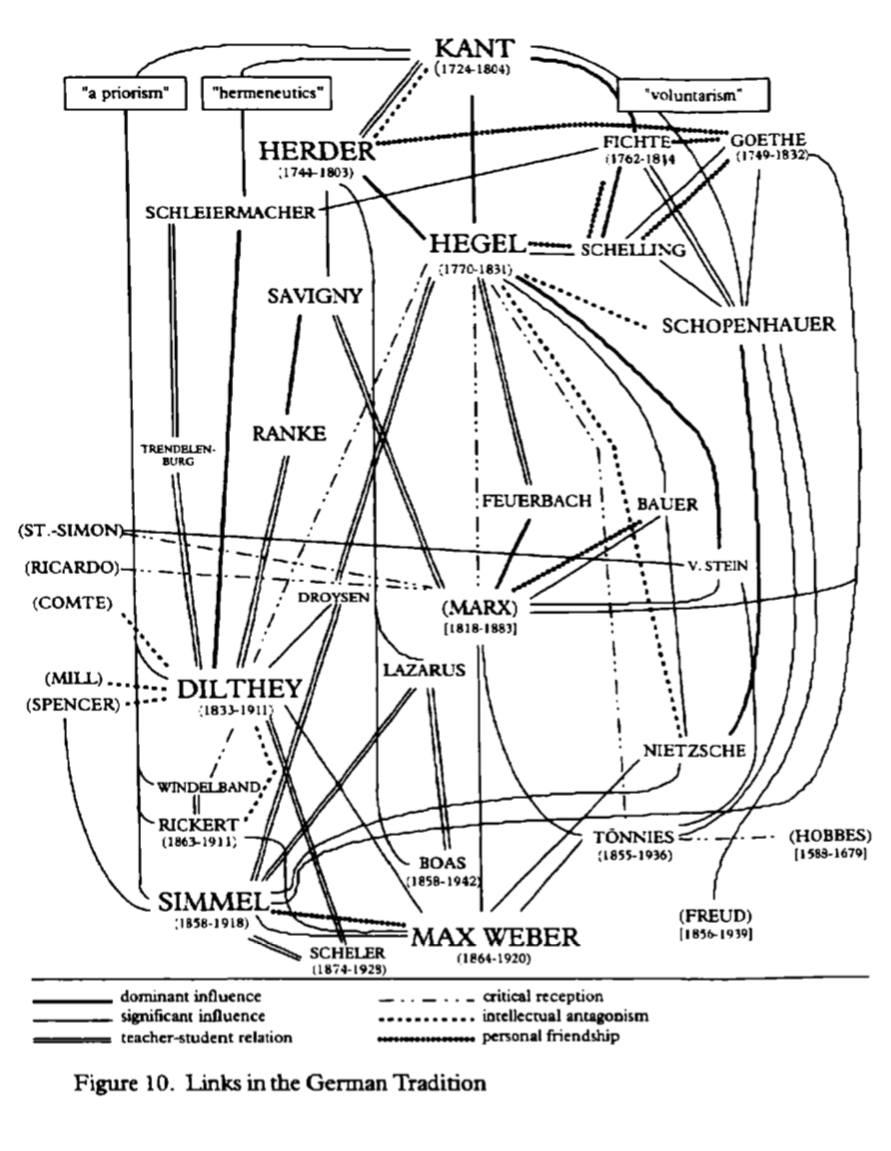 KANT
(1724-1804)
"a priorism"
"hermeneutics"
"voluntarism"
HERDER
(1744-1803)
FICHTE
(1762-1814
GOETHE
(1749-1832)
SCHLEIERMACHER
HEGEL
(1770-1831)
SCHELLING
SAVIGNY
SCHOPENHAUER
RANKE
TRENDELEN-
BURG
FEUERBACH
BAUER
(ST.-SIMON)
V. STEIN
(RICARDO)
(COMTE)
DROYSEN
(MARX)
[1818-1883]
LAZARUS
(MILL)
DILTHEY
(SPENCER)
(1833-1911)
NIETZSCHE
WINDELBAND
RICKERT
(1863-1911)
TÖNNIES
(1855-1936)
(HOBBES)
[1588-1679]
BOAS
(1858-1942)
SIMMEL
(1858-1918)
(FREUD)
[1856-1939]
MAX WEBER
(1864-1920)
SCHELER
(1874-1928)
dominant influence
critical reception
significant influence
intellectual antagonism
teacher-student relation
personal friendship
Figure 10. Links in the German Tradition